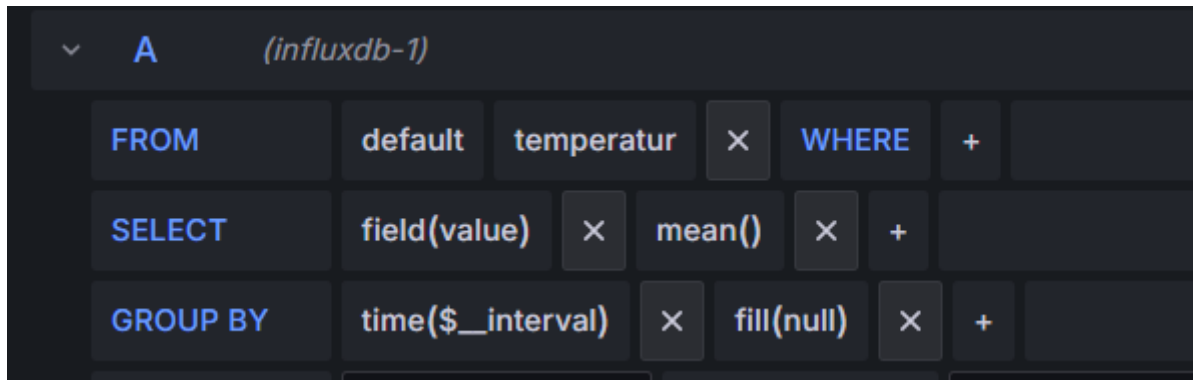 A (influxdb-1)
FROM default temperatur × WHERE +
SELECT field(value) × mean() × +
GROUP BY time($__interval) × fill(null) × +